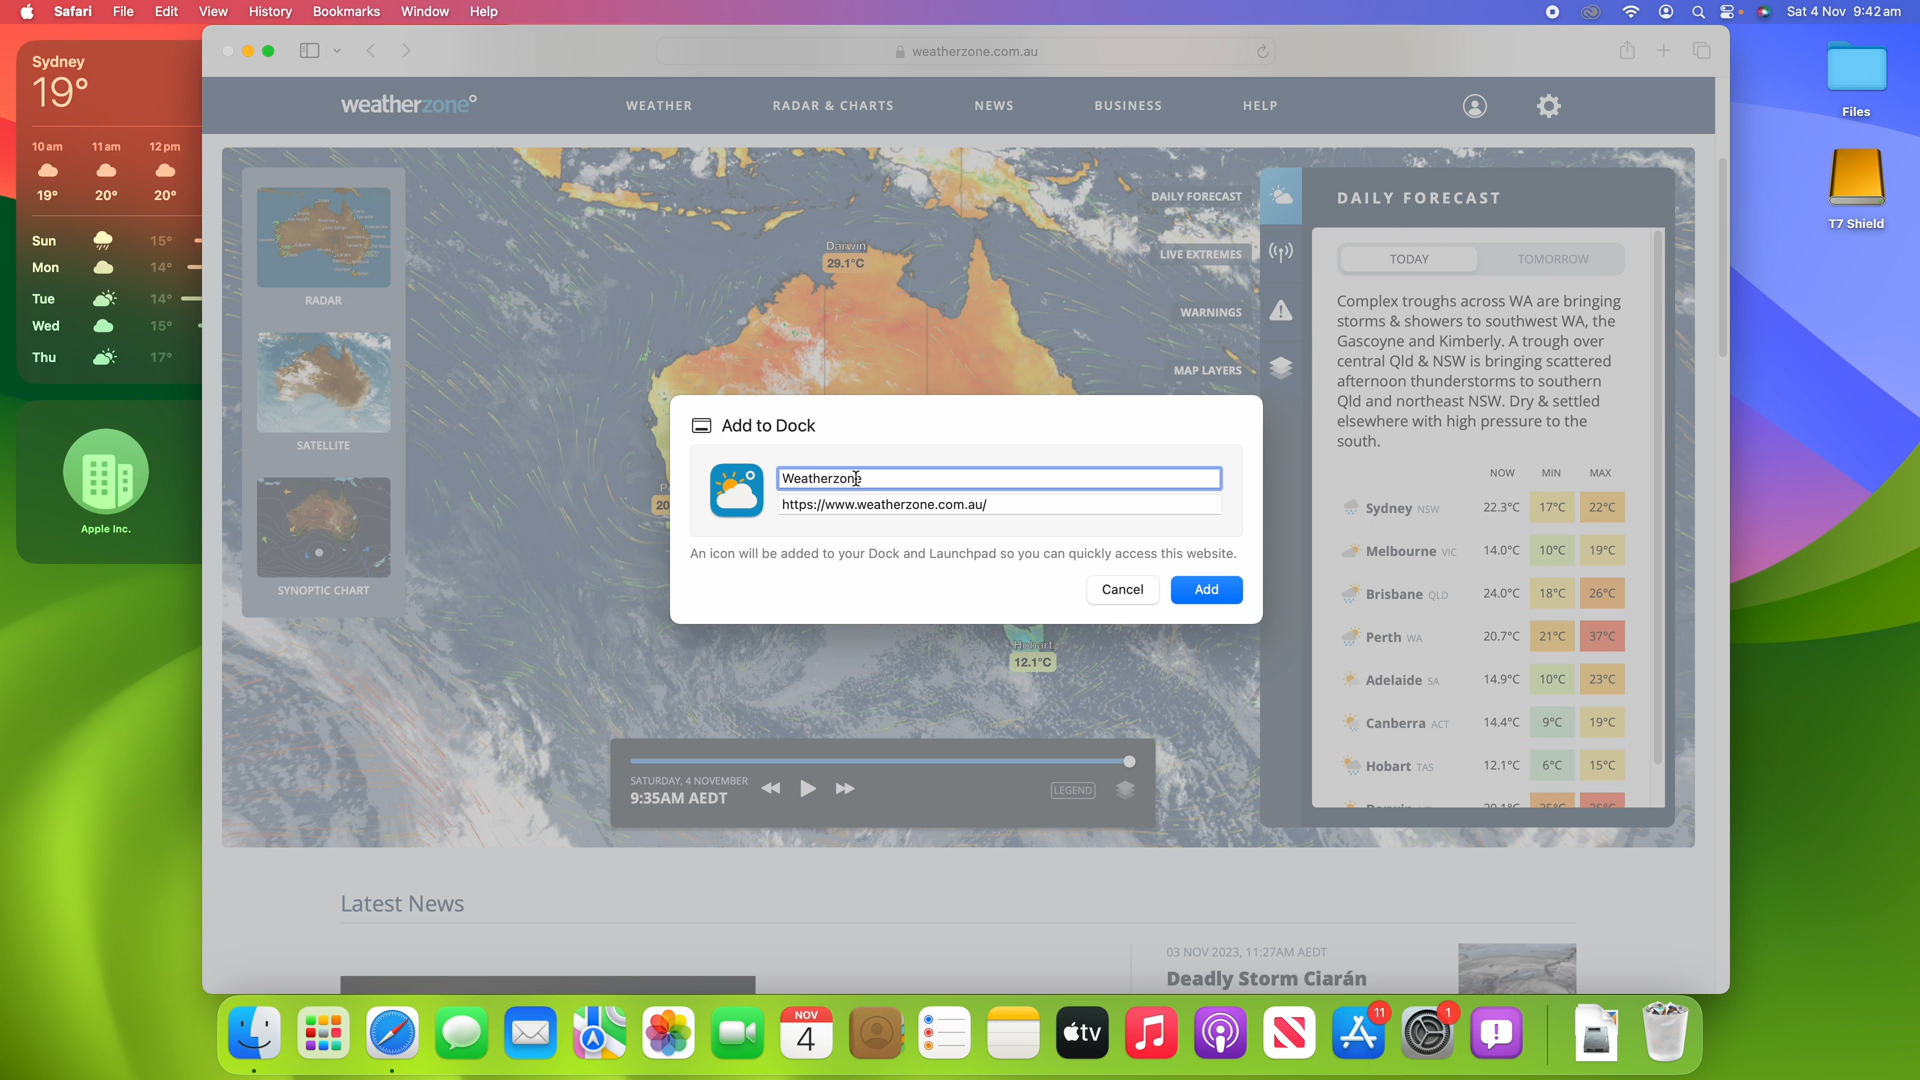 Safari File Edit View History Bookmarks Window Help
Sat 4 Nov 9:42 am
Sydney
19°
10 am 11 am 12 pm
19° 20° 20°
Sun 15°
Mon 14°
Tue 14°
Wed 15°
Thu 17°
Apple Inc.
weatherzone.com.au
weatherzone°
WEATHER RADAR & CHARTS NEWS BUSINESS HELP
RADAR
SATELLITE
SYNOPTIC CHART
Darwin
29.1°C
Hobart
12.1°C
DAILY FORECAST
LIVE EXTREMES
WARNINGS
MAP LAYERS
Add to Dock
Weatherzone
https://www.weatherzone.com.au/
An icon will be added to your Dock and Launchpad so you can quickly access this website.
Cancel Add
SATURDAY, 4 NOVEMBER
9:35AM AEDT
LEGEND
DAILY FORECAST
TODAY TOMORROW
Complex troughs across WA are bringing
storms & showers to southwest WA, the
Gascoyne and Kimberly. A trough over
central Qld & NSW is bringing scattered
afternoon thunderstorms to southern
Qld and northeast NSW. Dry & settled
elsewhere with high pressure to the
south.
NOW MIN MAX
Sydney NSW 22.3°C 17°C 22°C
Melbourne VIC 14.0°C 10°C 19°C
Brisbane QLD 24.0°C 18°C 26°C
Perth WA 20.7°C 21°C 37°C
Adelaide SA 14.9°C 10°C 23°C
Canberra ACT 14.4°C 9°C 19°C
Hobart TAS 12.1°C 6°C 15°C
Latest News
03 NOV 2023, 11:27AM AEDT
Deadly Storm Ciarán
Files
T7 Shield
NOV
4
tv
11
1